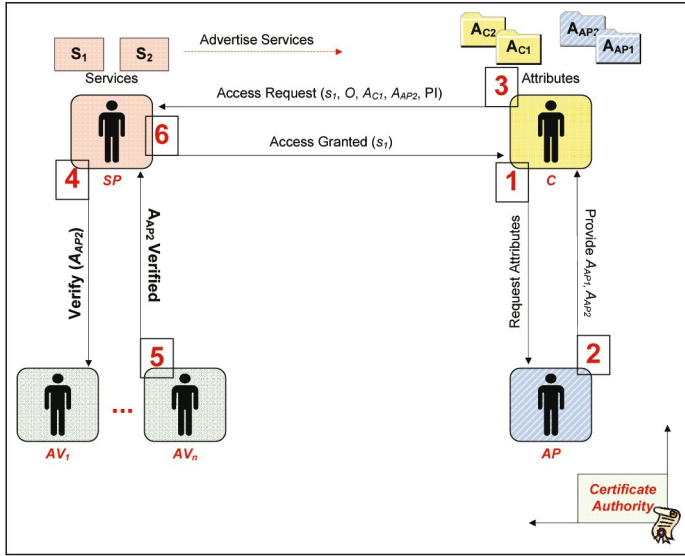 S1
S2
Advertise Services
AC2
AC1
AAP2
AAP1
Services
3
Attributes
Access Request (s1, O, AC1, AAP2, PI)
6
Access Granted (s1)
4
SP
1
C
Verify (AAP2)
AAP2 Verified
Request Attributes
Provide AAP1, AAP2
5
2
...
AV1
AVn
AP
Certificate
Authority